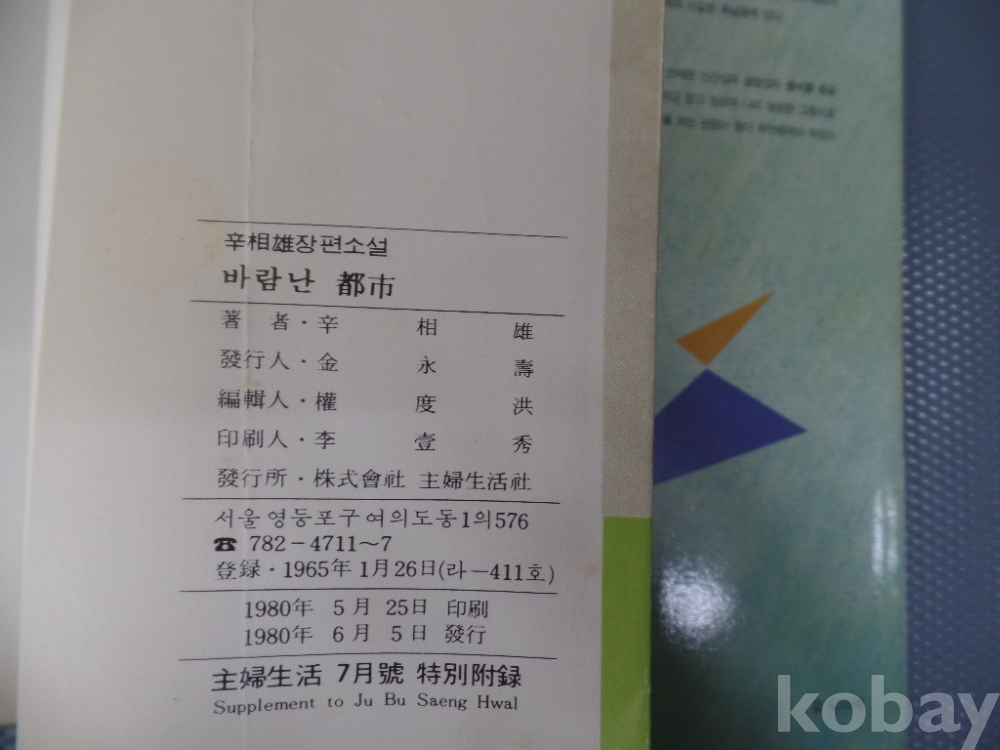 辛相雄장편소설
바람난 都市
著 者·辛 相 雄
發行人·金 永 壽
編輯人·權 度 洪
印刷人·李 壹 秀
發行所·株式會社 主婦生活社
서울영등포구여의도동1의576
☎ 782-4711~7
登録·1965年 1月26日(라-411호)
1980年 5月 25日 印刷
1980年 6月 5日 發行
主婦生活 7月號 特別附録
Supplement to Ju Bu Saeng Hwal
kobay